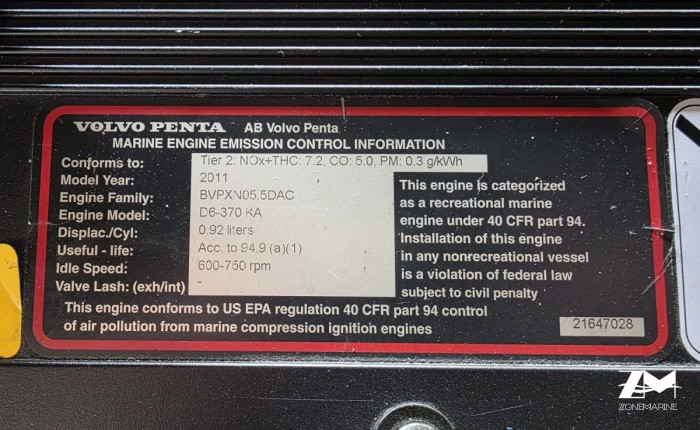 VOLVO PENTA AB Volvo Penta
MARINE ENGINE EMISSION CONTROL INFORMATION
Conforms to: Tier 2: NOx+THC: 7.2, CO: 5.0, PM: 0.3 g/kWh
Model Year: 2011
Engine Family: BVPXN05.5DAC
Engine Model: D6-370 KA
Displac./Cyl: 0.92 liters
Useful - life: Acc. to 94.9 (a)(1)
Idle Speed: 600-750 rpm
Valve Lash: (exh/int) -
This engine is categorized
as a recreational marine
engine under 40 CFR part 94.
Installation of this engine
in any nonrecreational vessel
is a violation of federal law
subject to civil penalty
This engine conforms to US EPA regulation 40 CFR part 94 control
of air pollution from marine compression ignition engines
21647028
ZONEMARINE